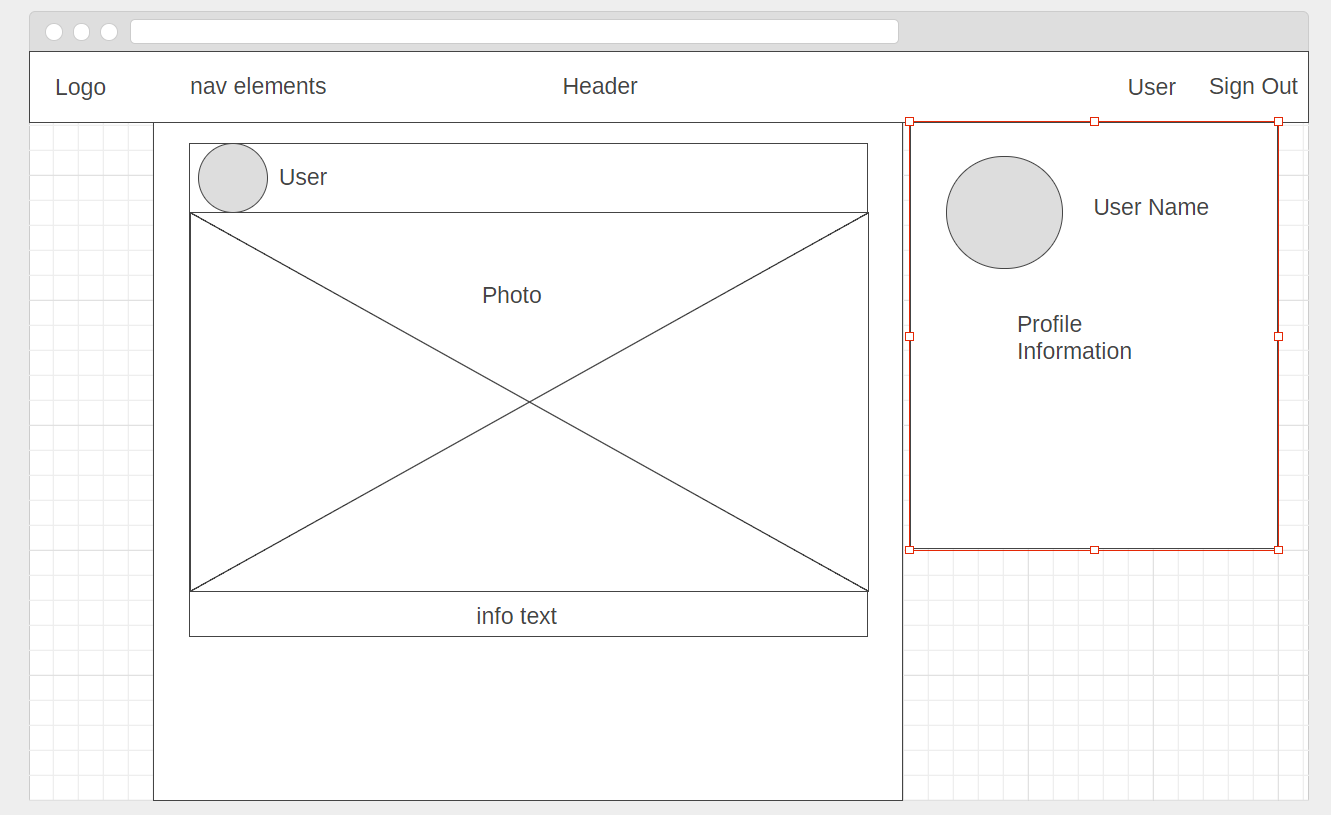 Logo
nav elements
Header
User
Sign Out
User
Photo
info text
User Name
Profile
Information